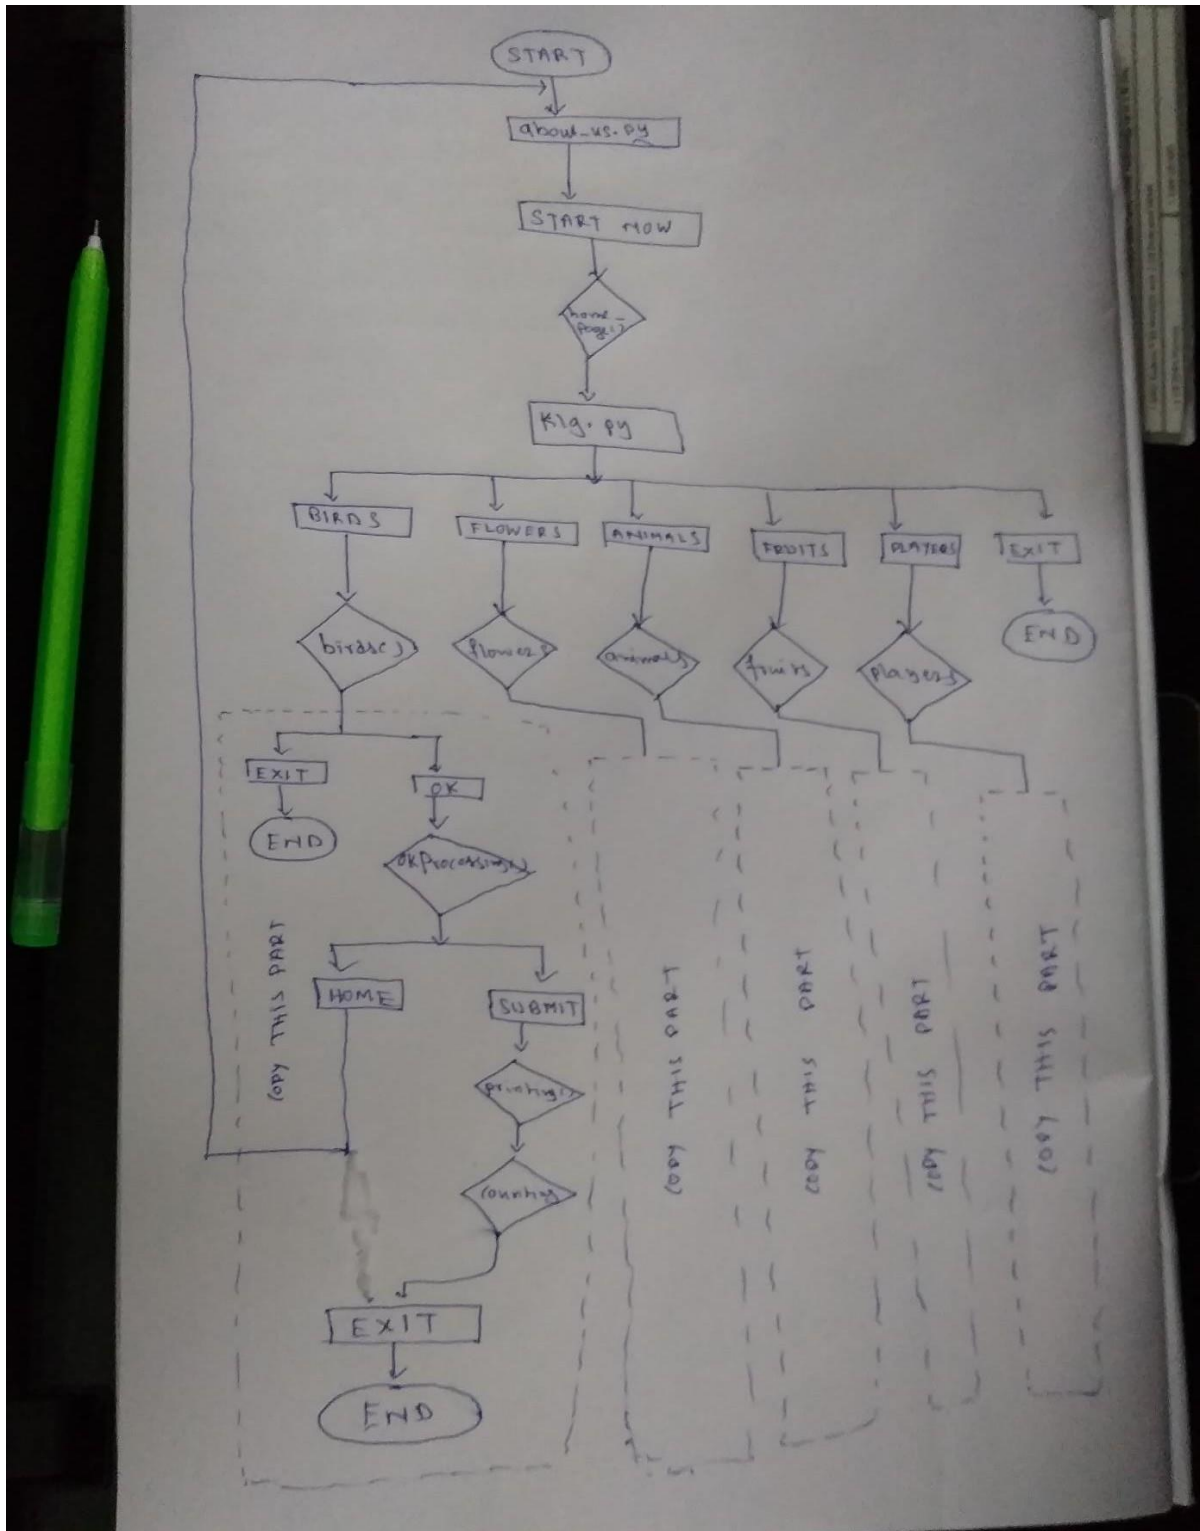 START
about_us.py
START NOW
home_
page()
Klg.py
BIRDS
FLOWERS
ANIMALS
FRUITS
PLAYERS
EXIT
birds()
flowers
animals
fruits
players
END
EXIT
OK
END
okProcessing()
HOME
SUBMIT
printing()
counting
EXIT
END
COPY THIS PART
COPY THIS PART
COPY THIS PART
COPY THIS PART
COPY THIS PART